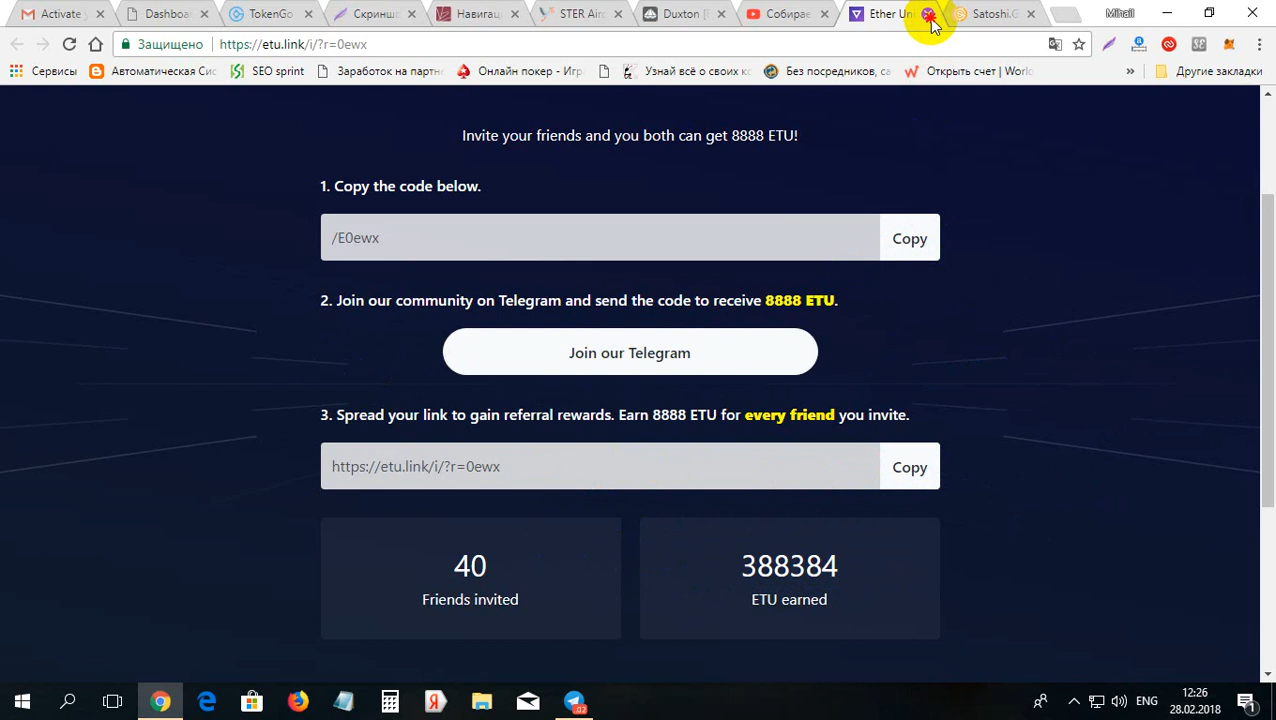 Activate
Dashboa
TokenGo
Скриншо
Навига
STER Air
Duxton [
Собирае
Ether Un
Satoshi.G
Mihail
Защищено
https://etu.link/i/?r=0ewx
Сервисы
Автоматическая Сис
SEO sprint
Заработок на партн
Онлайн покер - Игр
Узнай всё о своих кс
Без посредников, са
Открыть счет | Worl
»
Другие закладки
Invite your friends and you both can get 8888 ETU!
1. Copy the code below.
/E0ewx
Copy
2. Join our community on Telegram and send the code to receive 8888 ETU.
Join our Telegram
3. Spread your link to gain referral rewards. Earn 8888 ETU for every friend you invite.
https://etu.link/i/?r=0ewx
Copy
40
388384
Friends invited
ETU earned
.02
ENG
12:26
28.02.2018
1